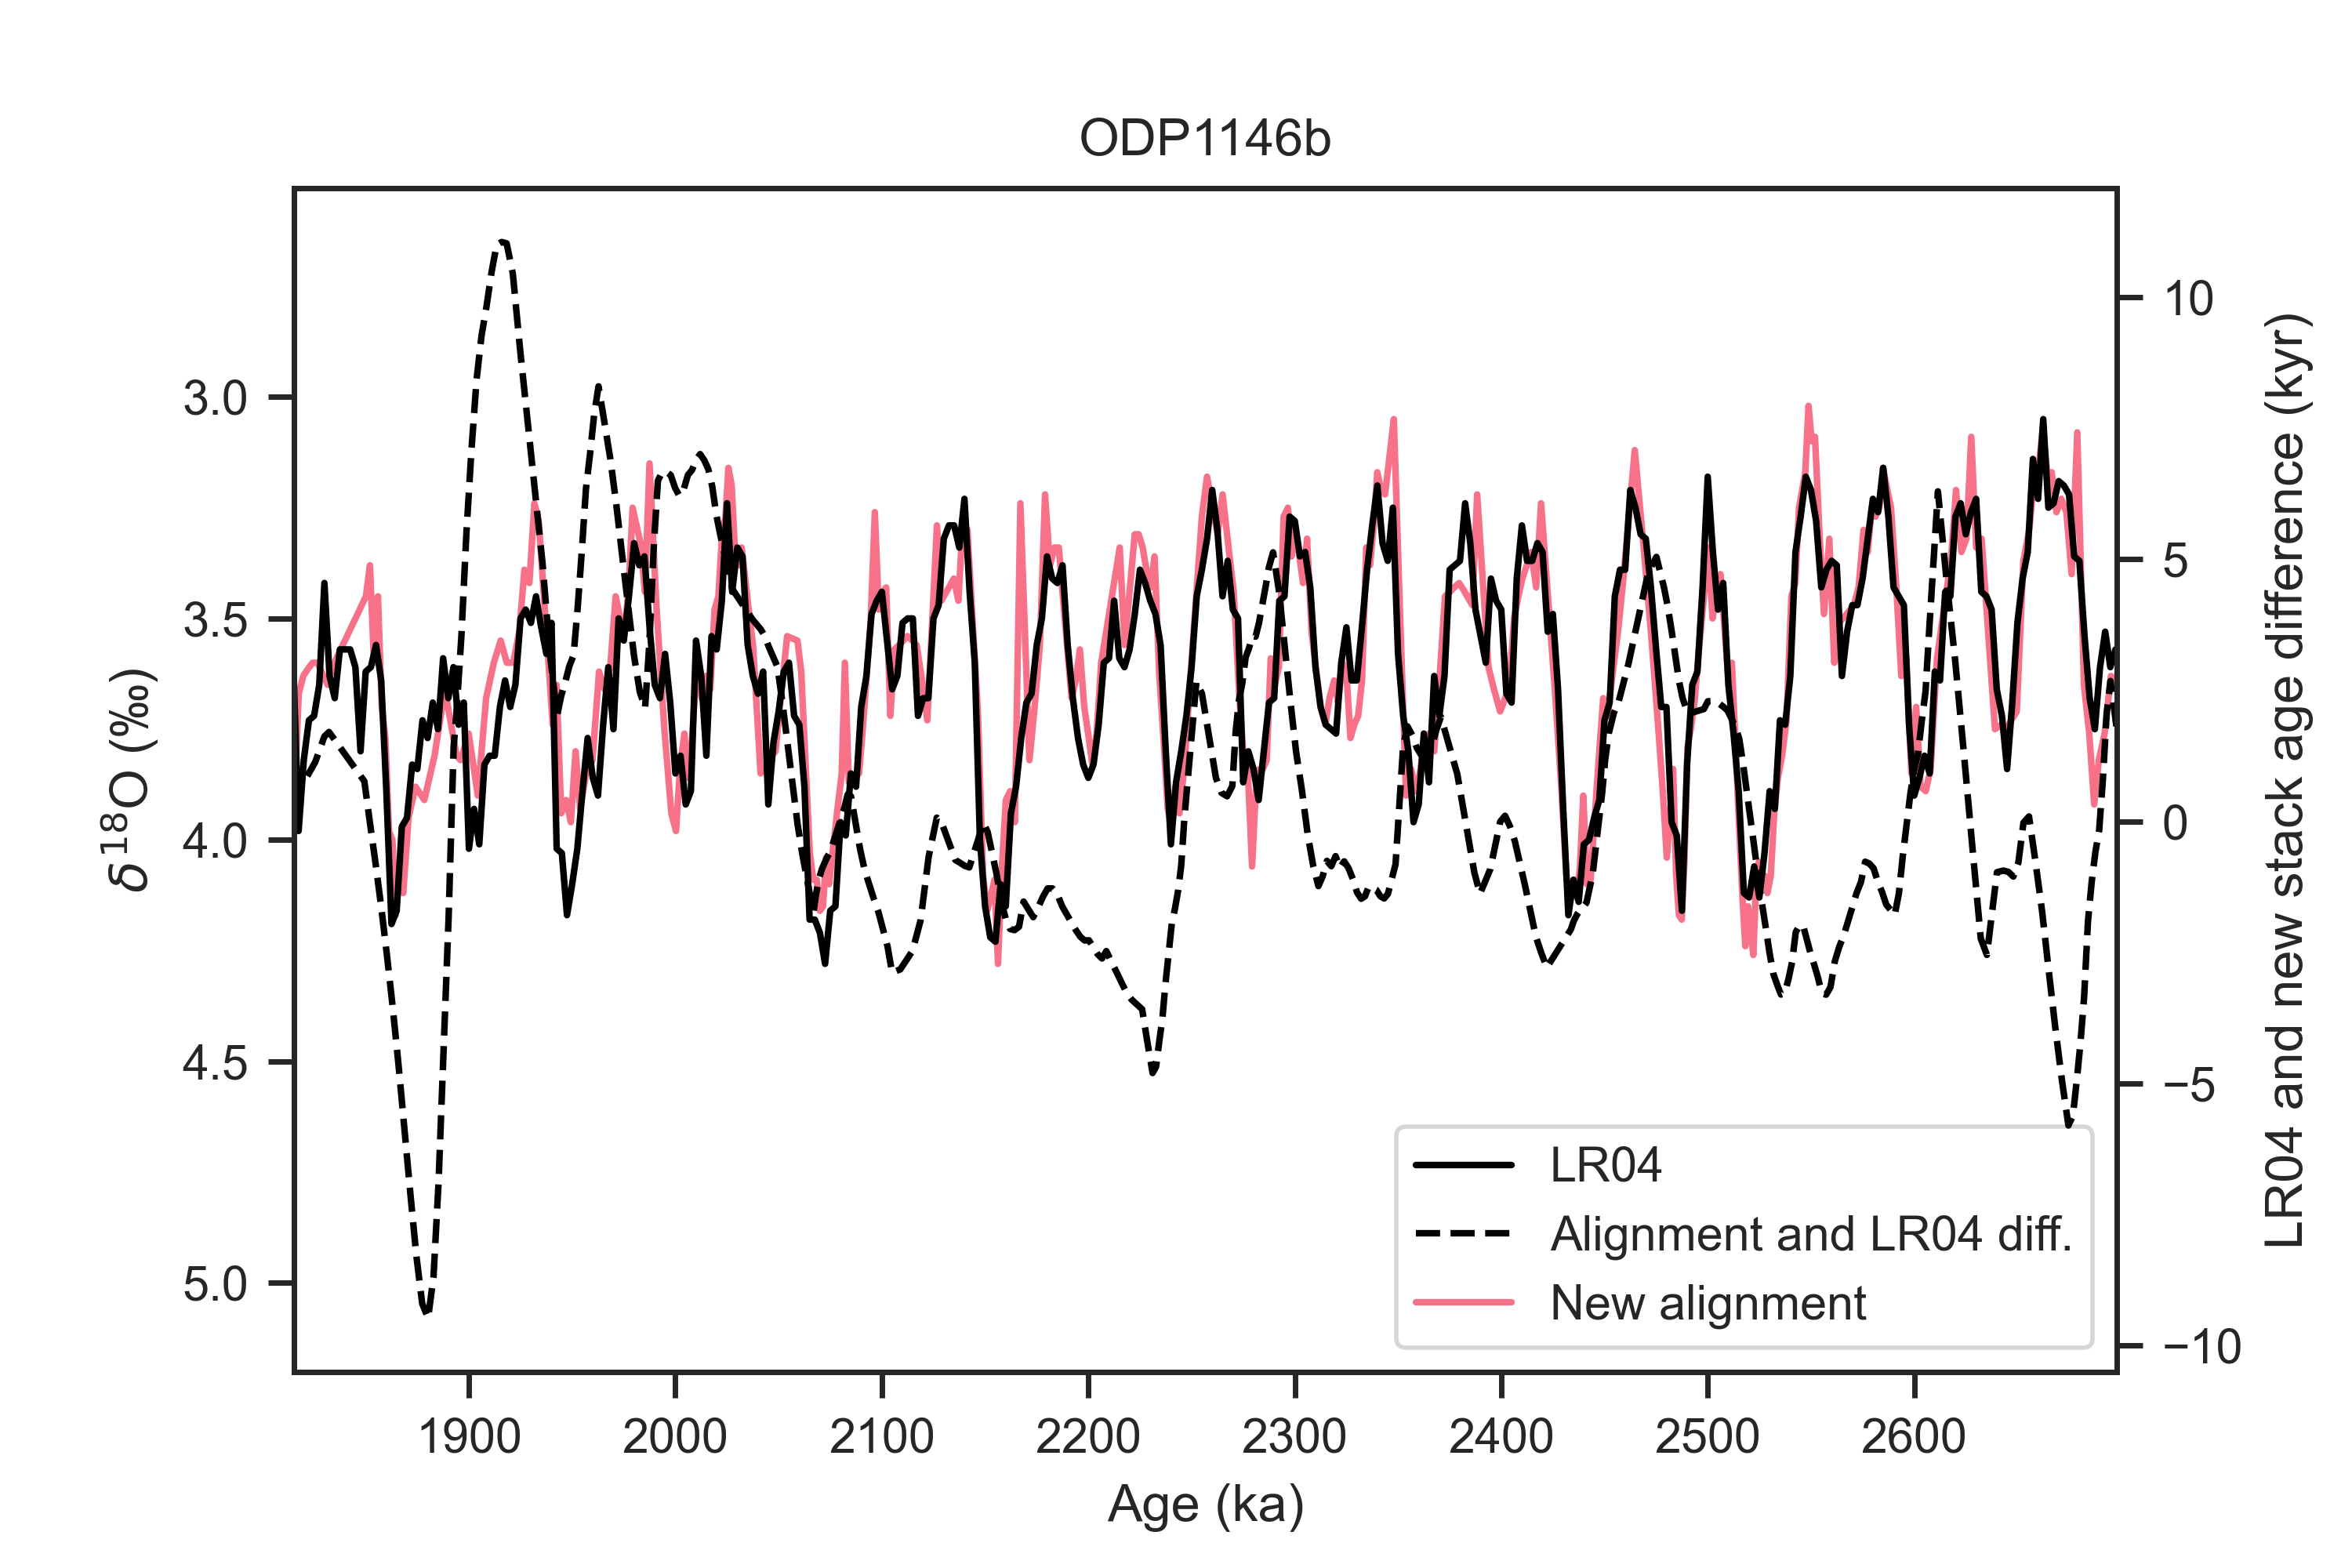 ODP1146b
3.0
3.5
4.0
4.5
5.0
δ¹⁸O (‰)
10
5
0
−5
−10
LR04 and new stack age difference (kyr)
LR04
Alignment and LR04 diff.
New alignment
1900 2000 2100 2200 2300 2400 2500 2600
Age (ka)